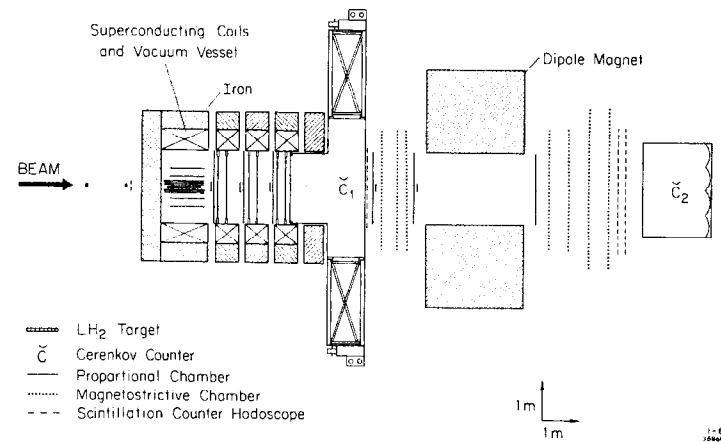 Superconducting Coils
and Vacuum Vessel
Dipole Magnet
Iron
BEAM
Č₁
Č₂
LH₂ Target
Č Cerenkov Counter
Proportional Chamber
Magnetostrictive Chamber
Scintillation Counter Hodoscope
1m
1m